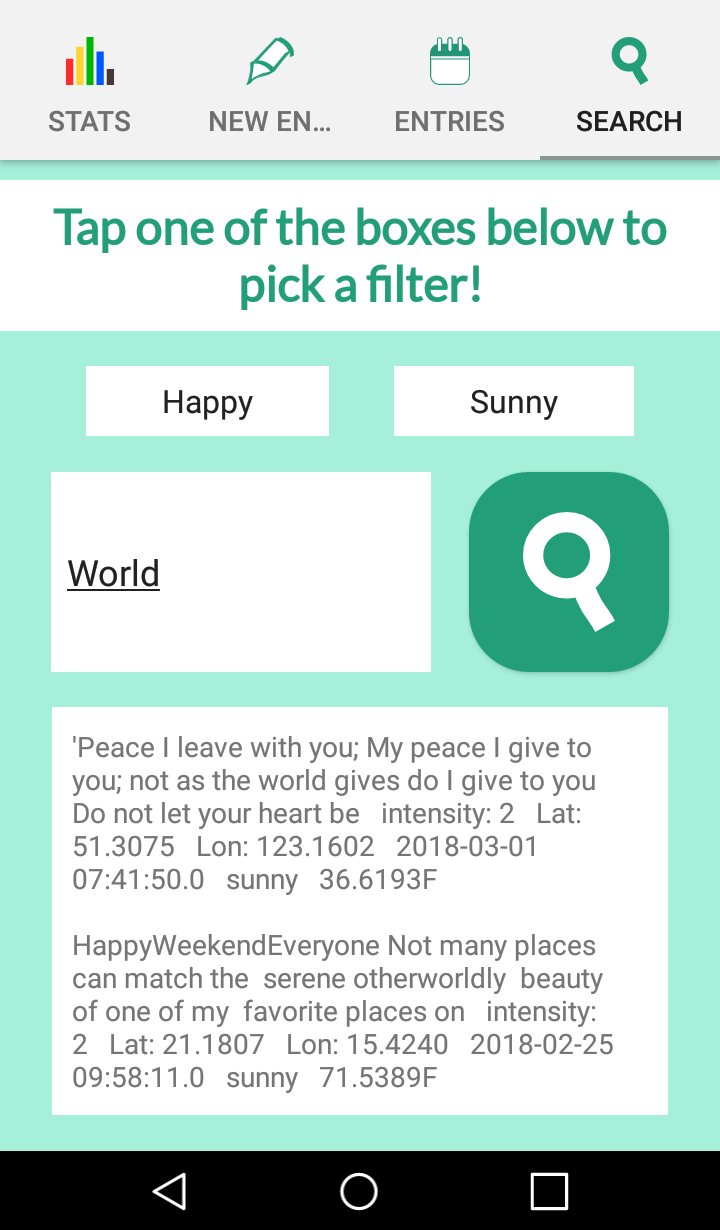 STATS
NEW EN...
ENTRIES
SEARCH
Tap one of the boxes below to
pick a filter!
Happy
Sunny
World
'Peace I leave with you; My peace I give to
you; not as the world gives do I give to you
Do not let your heart be   intensity: 2   Lat:
51.3075   Lon: 123.1602   2018-03-01
07:41:50.0   sunny   36.6193F
HappyWeekendEveryone Not many places
can match the  serene otherworldly  beauty
of one of my  favorite places on   intensity:
2   Lat: 21.1807   Lon: 15.4240   2018-02-25
09:58:11.0   sunny   71.5389F